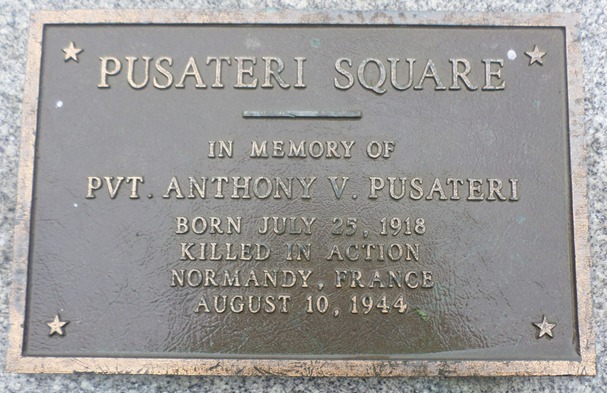 PUSATERI SQUARE
IN MEMORY OF
PVT. ANTHONY V. PUSATERI
BORN JULY 25, 1918
KILLED IN ACTION
NORMANDY, FRANCE
AUGUST 10, 1944